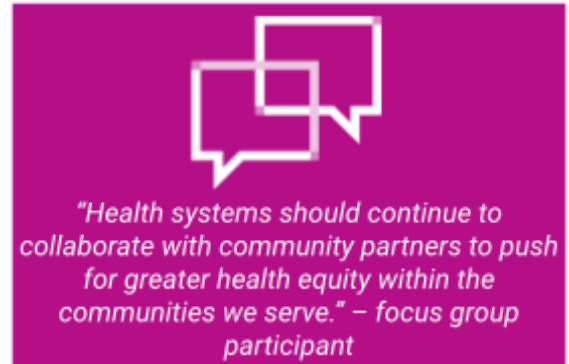 "Health systems should continue to
collaborate with community partners to push
for greater health equity within the
communities we serve." – focus group
participant